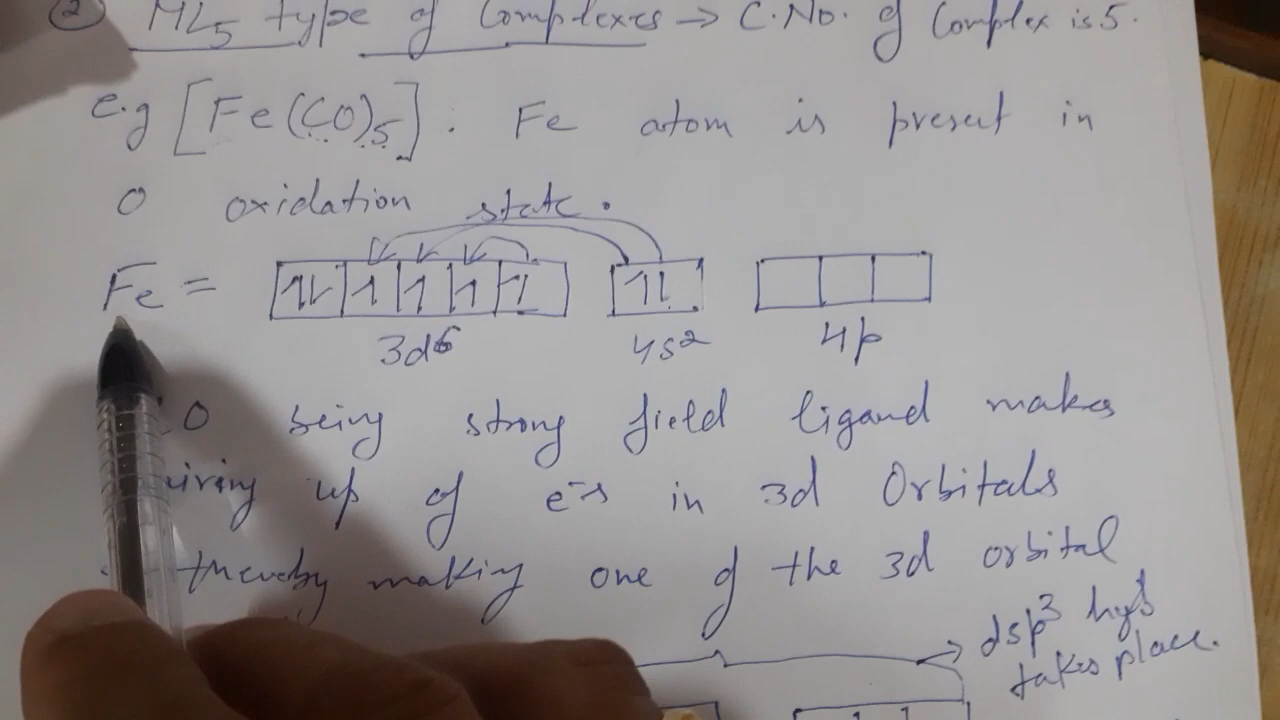 ② ML5 type of Complexes → C.No. of Complex is 5.
e.g [Fe(CO)5] : Fe atom is present in
0 oxidation state.
Fe = 1L 1 1 1 1 1L
3d6 4s2 4p
O being strong field ligand makes
up of e-s in 3d Orbitals
thereby making one of the 3d orbital
→ dsp3 hyb
takes place.